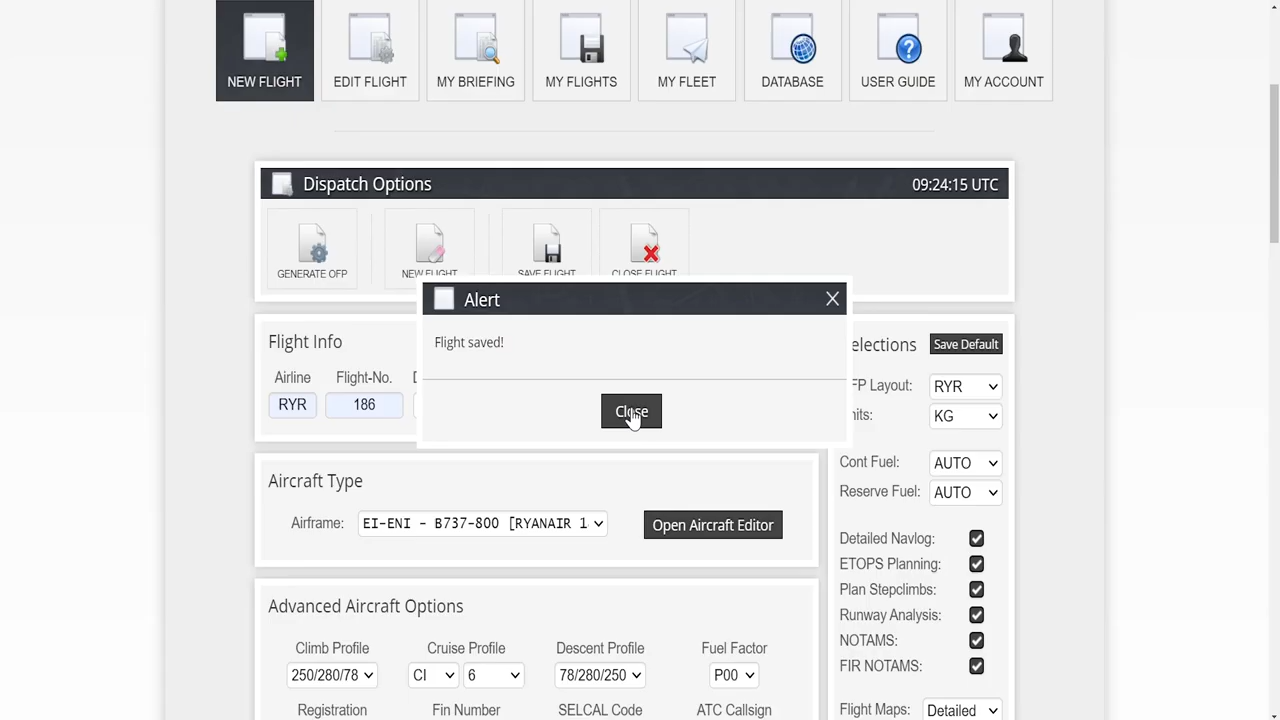 NEW FLIGHT
EDIT FLIGHT
MY BRIEFING
MY FLIGHTS
MY FLEET
DATABASE
USER GUIDE
MY ACCOUNT
Dispatch Options
09:24:15 UTC
GENERATE OFP
NEW FLIGHT
SAVE FLIGHT
CLOSE FLIGHT
Alert
Flight saved!
Close
Flight Info
Airline
Flight-No.
RYR
186
elections
Save Default
FP Layout:
RYR
nits:
KG
Cont Fuel:
AUTO
Reserve Fuel:
AUTO
Detailed Navlog:
ETOPS Planning:
Plan Stepclimbs:
Runway Analysis:
NOTAMS:
FIR NOTAMS:
Flight Maps:
Detailed
Aircraft Type
Airframe:
EI-ENI - B737-800 [RYANAIR 1
Open Aircraft Editor
Advanced Aircraft Options
Climb Profile
Cruise Profile
Descent Profile
Fuel Factor
250/280/78
CI
6
78/280/250
P00
Registration
Fin Number
SELCAL Code
ATC Callsign